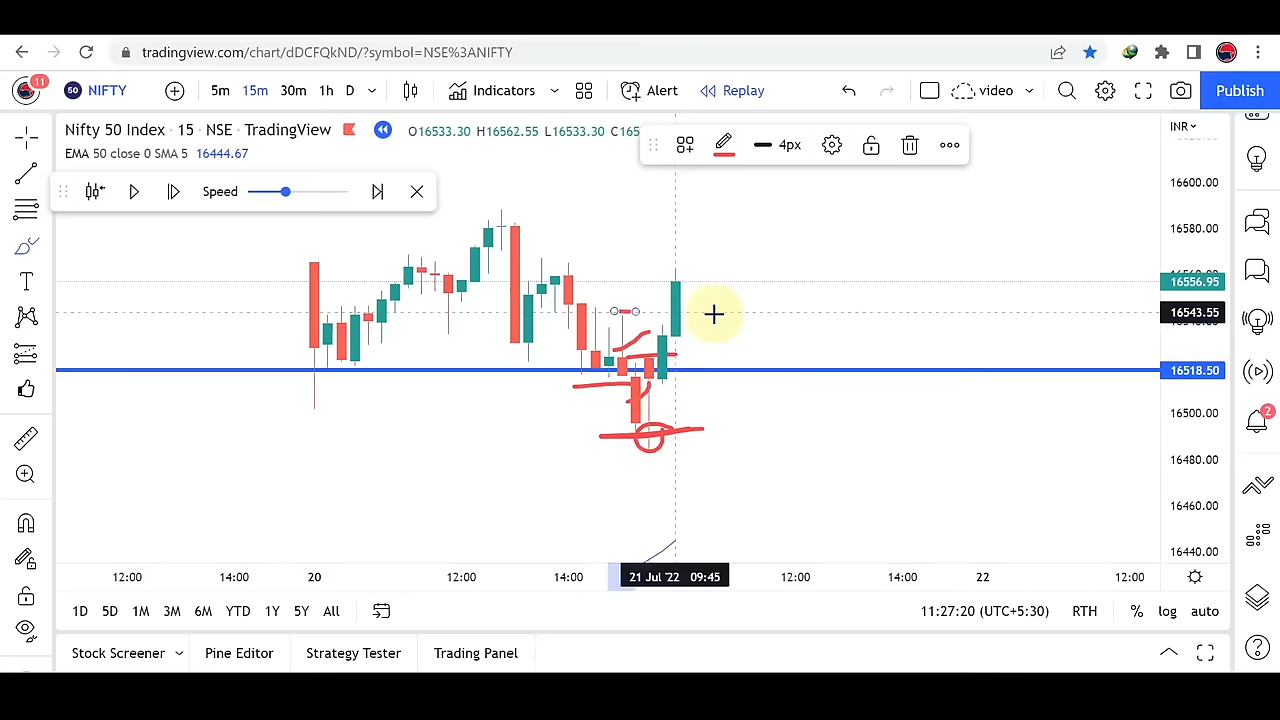 tradingview.com/chart/dDCFQkND/?symbol=NSE%3ANIFTY
11
50 NIFTY 5m 15m 30m 1h D Indicators Alert Replay video Publish
Nifty 50 Index · 15 · NSE · TradingView O16533.30 H16562.55 L16533.30 C165
INR
EMA 50 close 0 SMA 5 16444.67
4px
Speed
16600.00
16580.00
16556.95
16543.55
16518.50
16500.00
16480.00
16460.00
16440.00
2
12:00 14:00 20 12:00 14:00 21 Jul '22 09:45 12:00 14:00 22 12:00
1D 5D 1M 3M 6M YTD 1Y 5Y All 11:27:20 (UTC+5:30) RTH % log auto
Stock Screener Pine Editor Strategy Tester Trading Panel